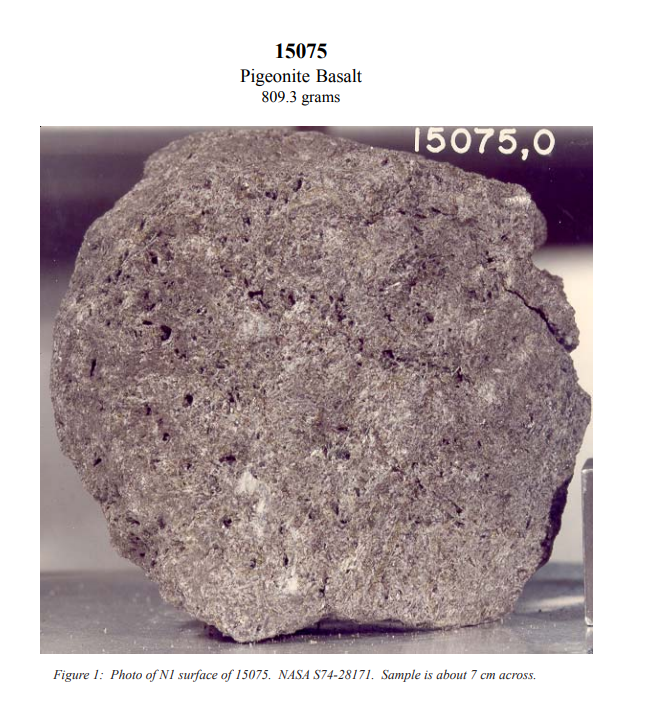 15075
Pigeonite Basalt
809.3 grams
15075,0
Figure 1:  Photo of N1 surface of 15075.  NASA S74-28171.  Sample is about 7 cm across.